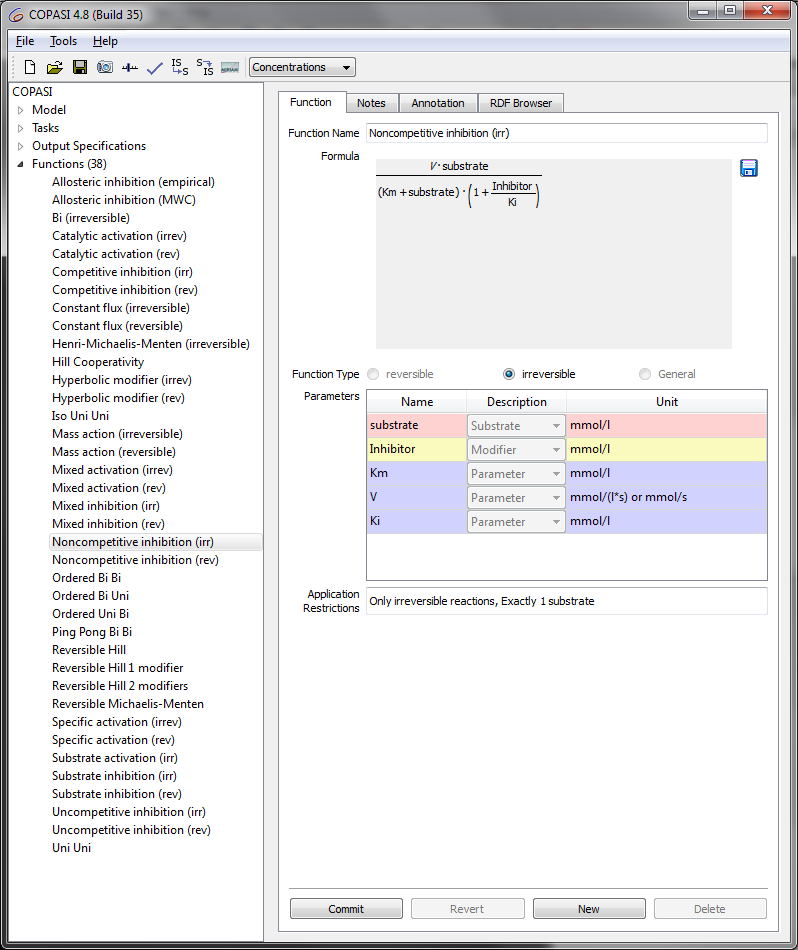 COPASI 4.8 (Build 35)
File Tools Help
IS S S IS Concentrations
COPASI
Model
Tasks
Output Specifications
Functions (38)
Allosteric inhibition (empirical)
Allosteric inhibition (MWC)
Bi (irreversible)
Catalytic activation (irrev)
Catalytic activation (rev)
Competitive inhibition (irr)
Competitive inhibition (rev)
Constant flux (irreversible)
Constant flux (reversible)
Henri-Michaelis-Menten (irreversible)
Hill Cooperativity
Hyperbolic modifier (irrev)
Hyperbolic modifier (rev)
Iso Uni Uni
Mass action (irreversible)
Mass action (reversible)
Mixed activation (irrev)
Mixed activation (rev)
Mixed inhibition (irr)
Mixed inhibition (rev)
Noncompetitive inhibition (irr)
Noncompetitive inhibition (rev)
Ordered Bi Bi
Ordered Bi Uni
Ordered Uni Bi
Ping Pong Bi Bi
Reversible Hill
Reversible Hill 1 modifier
Reversible Hill 2 modifiers
Reversible Michaelis-Menten
Specific activation (irrev)
Specific activation (rev)
Substrate activation (irr)
Substrate inhibition (irr)
Substrate inhibition (rev)
Uncompetitive inhibition (irr)
Uncompetitive inhibition (rev)
Uni Uni
Function Notes Annotation RDF Browser
Function Name Noncompetitive inhibition (irr)
Formula
V·substrate
(Km+substrate)·(1+Inhibitor/Ki)
Function Type reversible irreversible General
Parameters
Name Description Unit
substrate Substrate mmol/l
Inhibitor Modifier mmol/l
Km Parameter mmol/l
V Parameter mmol/(l*s) or mmol/s
Ki Parameter mmol/l
Application
Restrictions
Only irreversible reactions, Exactly 1 substrate
Commit Revert New Delete